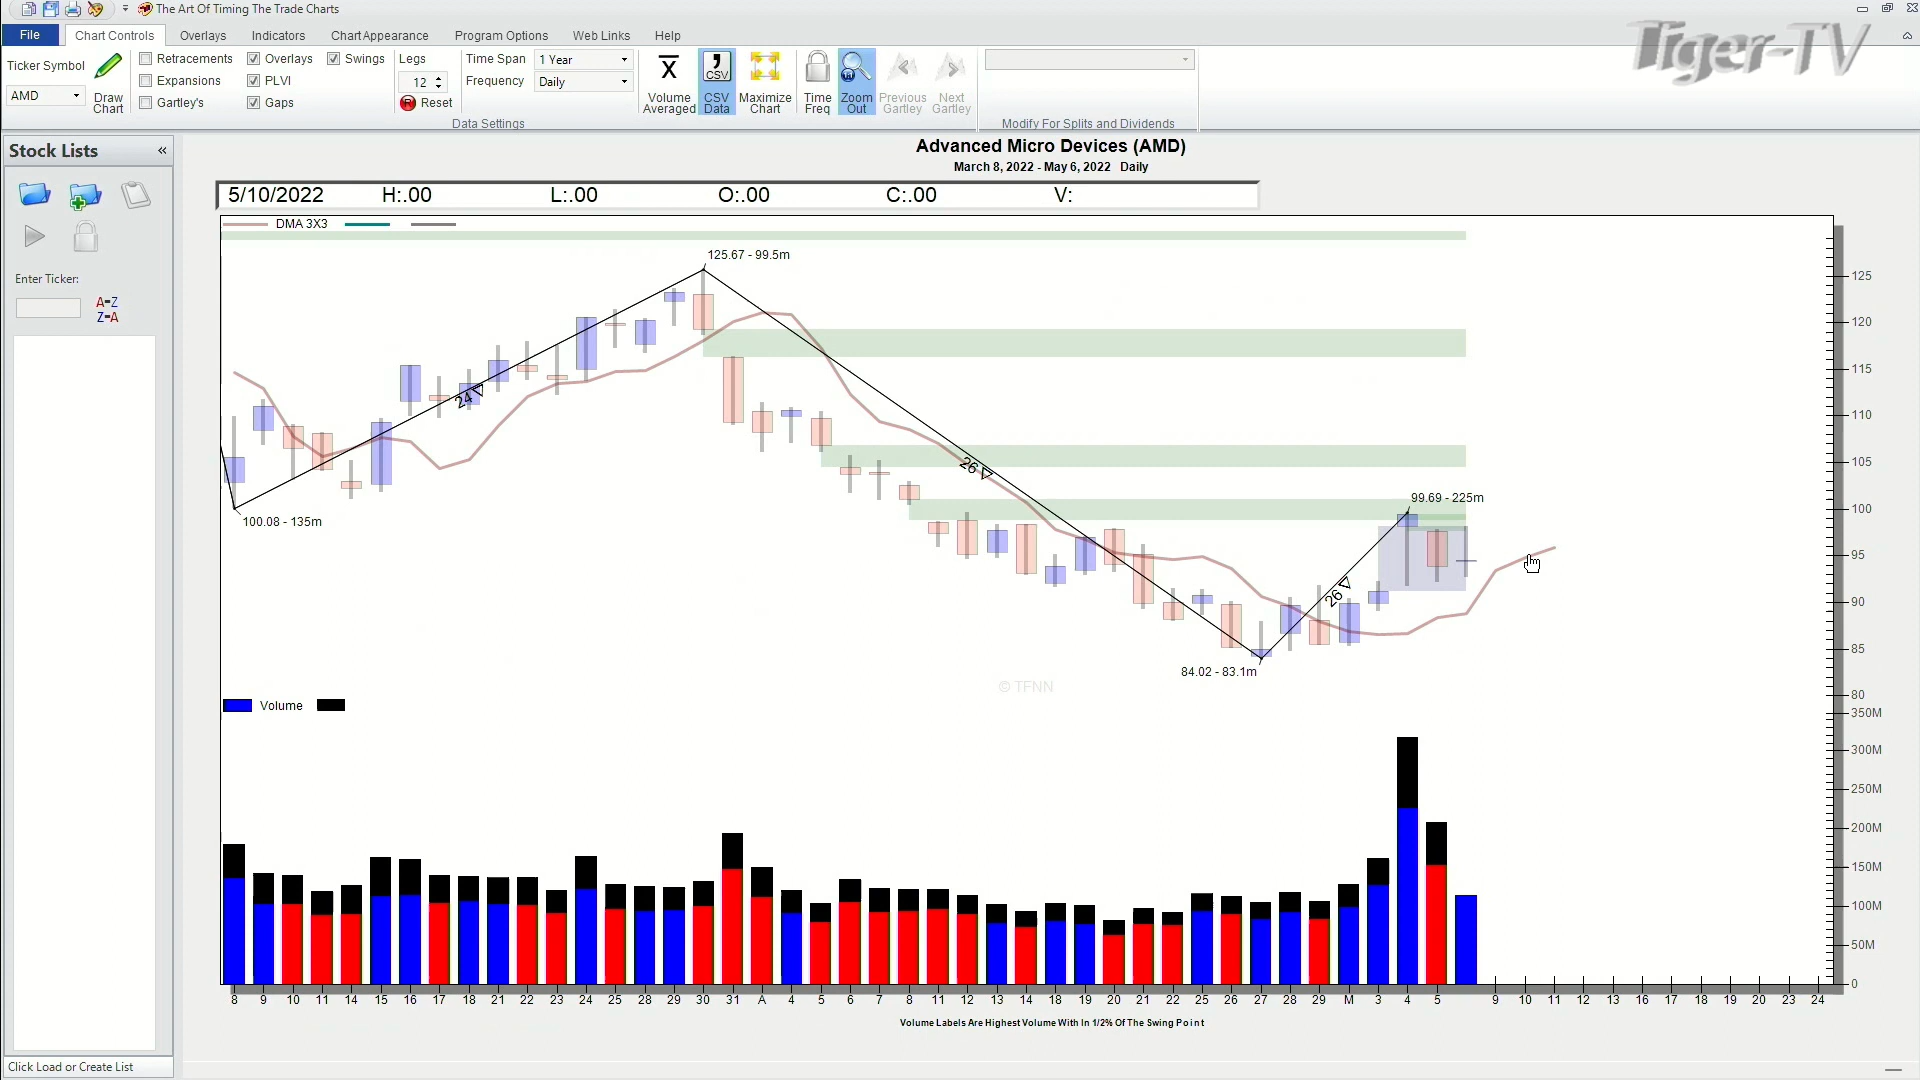 The Art Of Timing The Trade Charts
File Chart Controls Overlays Indicators Chart Appearance Program Options Web Links Help
Tiger-TV
Ticker Symbol
AMD
Draw Chart
Retracements
Expansions
Gartley's
Overlays
PLVI
Gaps
Swings
Legs
12
Reset
Time Span 1 Year
Frequency Daily
Data Settings
Volume Averaged
CSV Data
Maximize Chart
Time Freq
Zoom Out
Previous Gartley
Next Gartley
Modify For Splits and Dividends
Stock Lists «
Enter Ticker:
A=Z
Z=A
Click Load or Create List
Advanced Micro Devices (AMD)
March 8, 2022 - May 6, 2022 Daily
5/10/2022 H:.00 L:.00 O:.00 C:.00 V:
DMA 3X3
125.67 - 99.5m
24
100.08 - 135m
26
99.69 - 225m
26
84.02 - 83.1m
© TFNN
125
120
115
110
105
100
95
90
85
80
Volume
350M
300M
250M
200M
150M
100M
50M
0
8 9 10 11 14 15 16 17 18 21 22 23 24 25 28 29 30 31 A 4 5 6 7 8 11 12 13 14 18 19 20 21 22 25 26 27 28 29 M 3 4 5 9 10 11 12 13 16 17 18 19 20 23 24
Volume Labels Are Highest Volume With In 1/2% Of The Swing Point